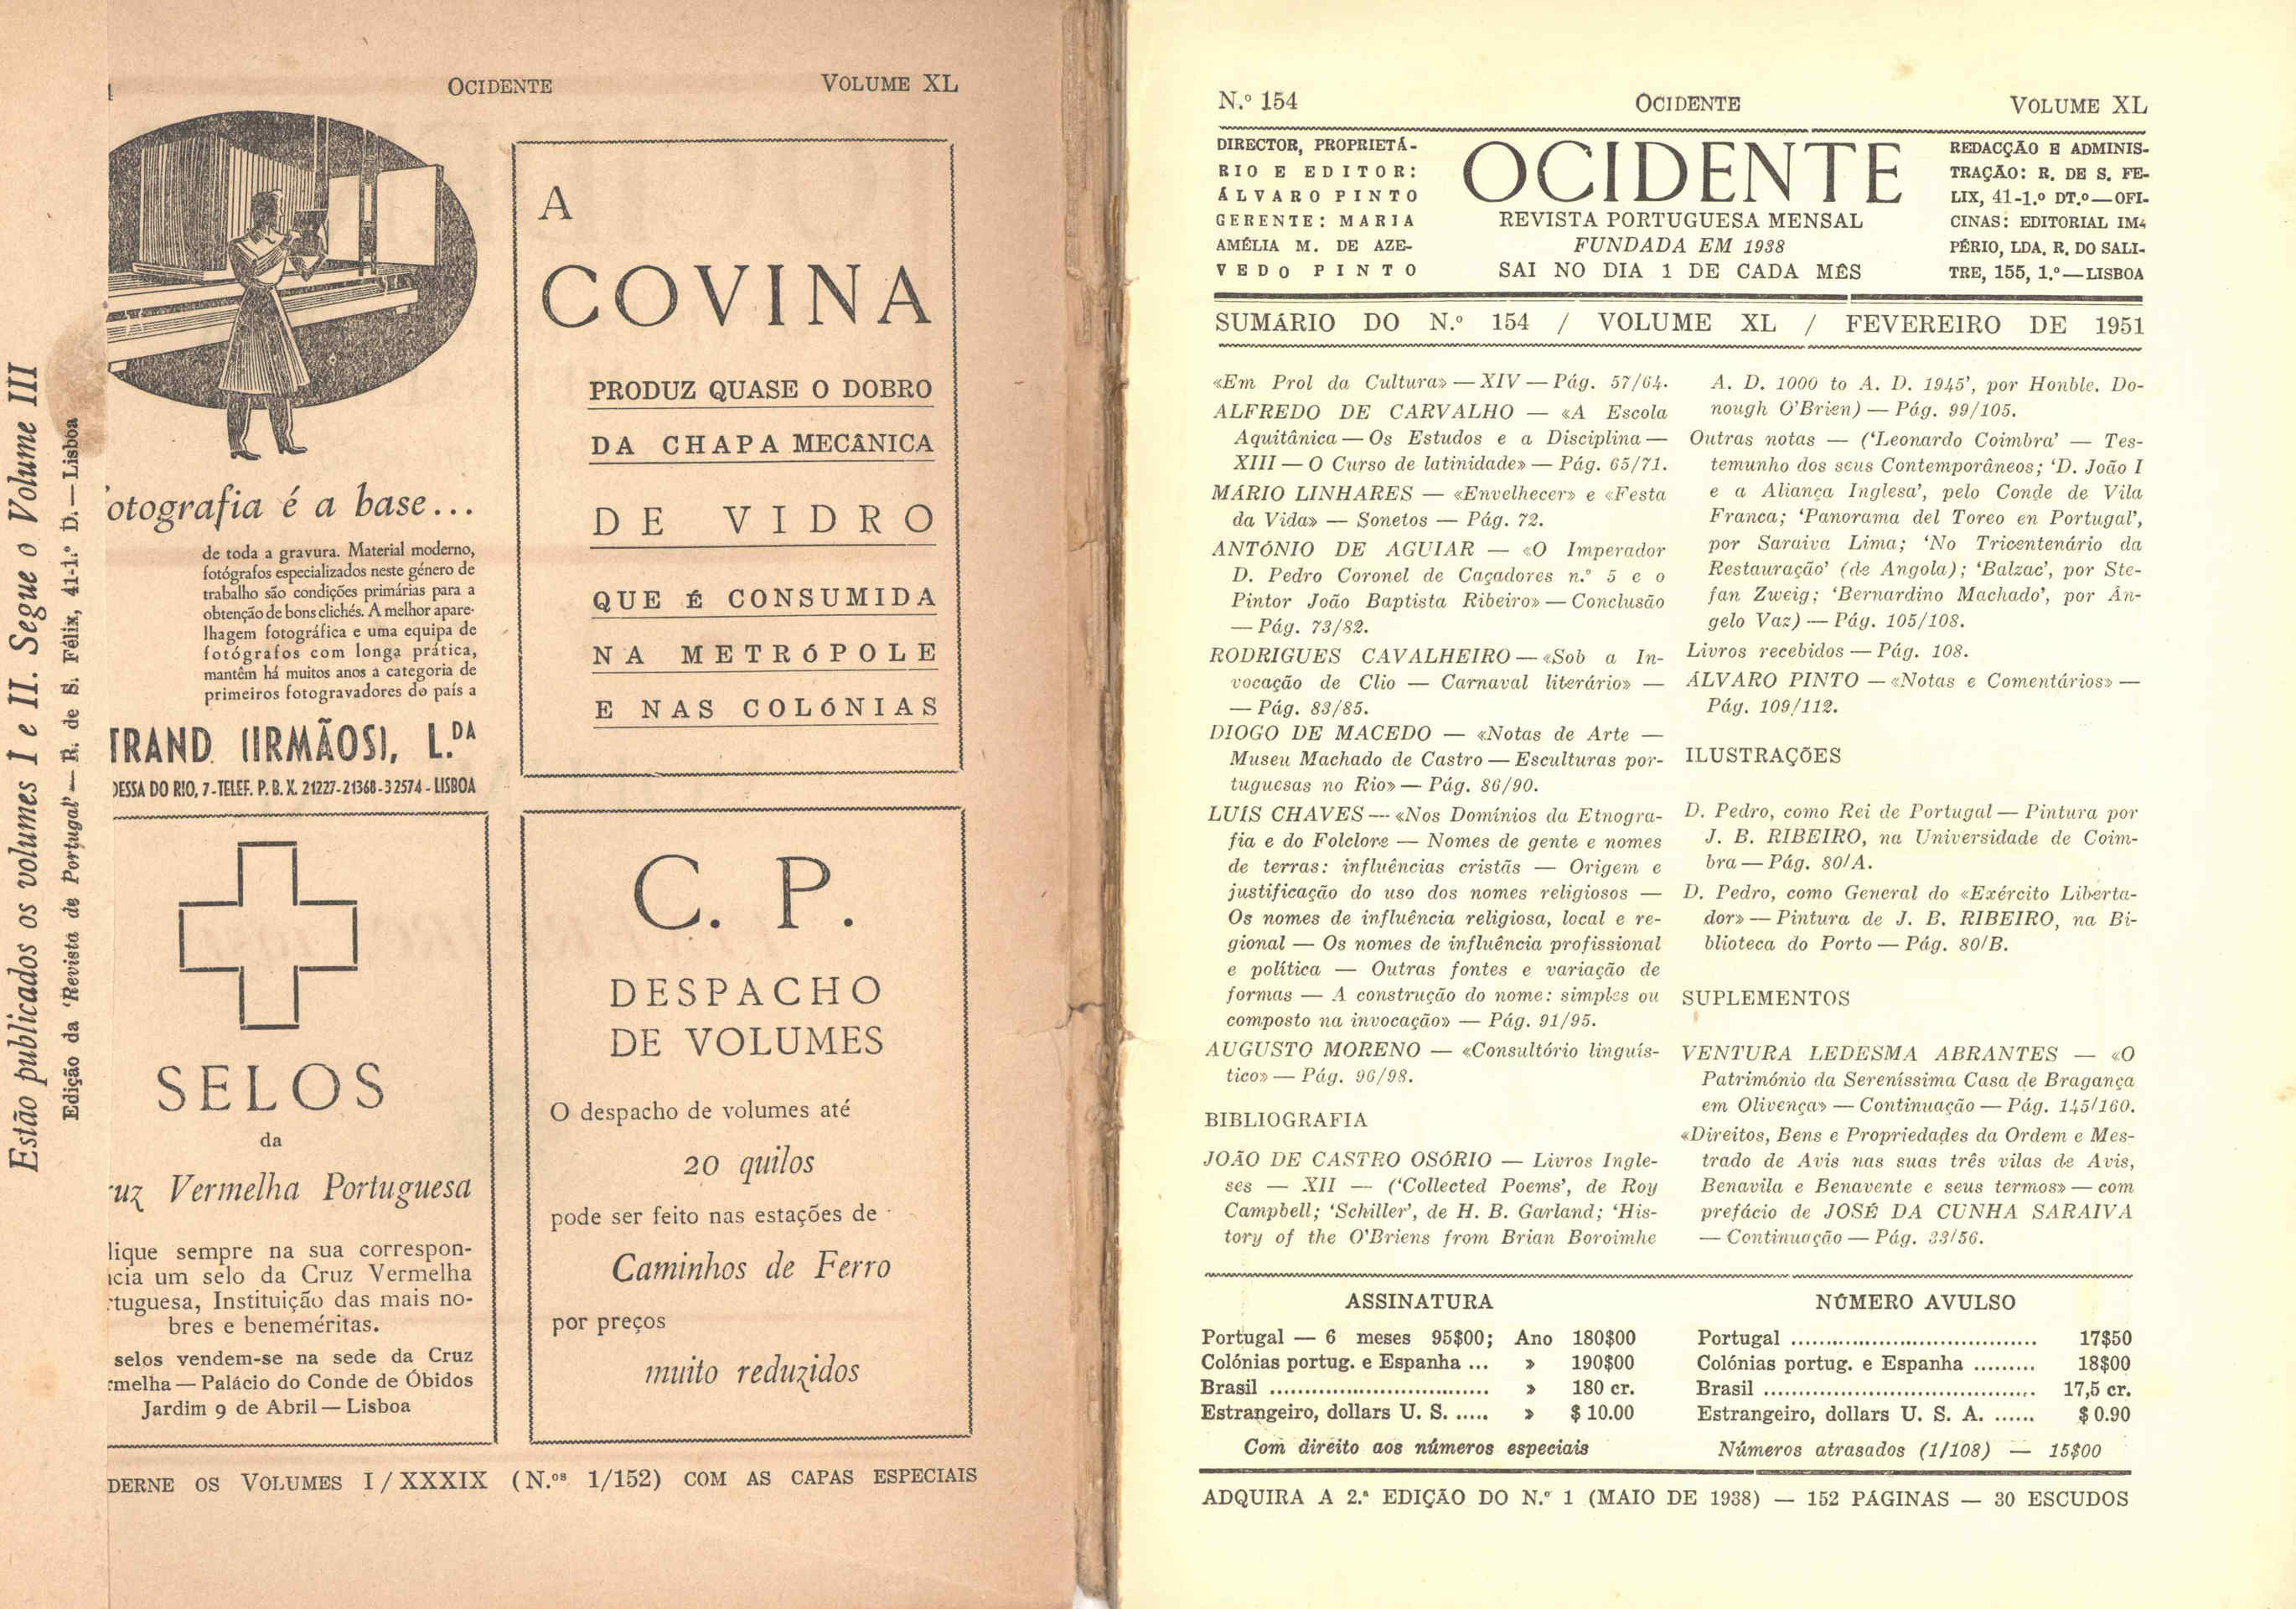 Estão publicados os volumes I e II. Segue o Volume III
Edição da 'Revista de Portugal' — R. de S. Félix, 41-1.º D. — Lisboa
OCIDENTE
VOLUME XL
otografia é a base...
de toda a gravura. Material moderno,
fotógrafos especializados neste género de
trabalho são condições primárias para a
obtenção de bons clichés. A melhor apare-
lhagem fotográfica e uma equipa de
fotógrafos com longa prática,
mantêm há muitos anos a categoria de
primeiros fotogravadores do país a
TRAND (IRMÃOS), L.DA
DESSA DO RIO, 7-TELEF. P. B. X. 21227-21368-32574 - LISBOA
A
COVINA
PRODUZ QUASE O DOBRO
DA CHAPA MECÂNICA
DE VIDRO
QUE É CONSUMIDA
NA METRÓPOLE
E NAS COLÓNIAS
SELOS
da
uz Vermelha Portuguesa
lique sempre na sua correspon-
ncia um selo da Cruz Vermelha
rtuguesa, Instituição das mais no-
bres e beneméritas.
selos vendem-se na sede da Cruz
rmelha — Palácio do Conde de Óbidos
Jardim 9 de Abril — Lisboa
C. P.
DESPACHO
DE VOLUMES
O despacho de volumes até
20 quilos
pode ser feito nas estações de
Caminhos de Ferro
por preços
muito reduzidos
DERNE OS VOLUMES I / XXXIX (N.os 1/152) COM AS CAPAS ESPECIAIS
N.º 154
OCIDENTE
VOLUME XL
DIRECTOR, PROPRIETÁ-
RIO E EDITOR:
ÁLVARO PINTO
GERENTE: MARIA
AMÉLIA M. DE AZE-
VEDO PINTO
OCIDENTE
REVISTA PORTUGUESA MENSAL
FUNDADA EM 1938
SAI NO DIA 1 DE CADA MÊS
REDACÇÃO E ADMINIS-
TRAÇÃO: R. DE S. FE-
LIX, 41-1.º DT.º — OFI-
CINAS: EDITORIAL IM-
PÉRIO, LDA. R. DO SALI-
TRE, 155, 1.º — LISBOA
SUMÁRIO DO N.º 154 / VOLUME XL / FEVEREIRO DE 1951
«Em Prol da Cultura» — XIV — Pág. 57/64.
ALFREDO DE CARVALHO — «A Escola
Aquitânica — Os Estudos e a Disciplina —
XIII — O Curso de latinidade» — Pág. 65/71.
MÁRIO LINHARES — «Envelhecer» e «Festa
da Vida» — Sonetos — Pág. 72.
ANTÓNIO DE AGUIAR — «O Imperador
D. Pedro Coronel de Caçadores n.º 5 e o
Pintor João Baptista Ribeiro» — Conclusão
— Pág. 73/82.
RODRIGUES CAVALHEIRO — «Sob a In-
vocação de Clio — Carnaval literário» —
— Pág. 83/85.
DIOGO DE MACEDO — «Notas de Arte —
Museu Machado de Castro — Esculturas por-
tuguesas no Rio» — Pág. 86/90.
LUIS CHAVES — «Nos Domínios da Etnogra-
fia e do Folclore — Nomes de gente e nomes
de terras: influências cristãs — Origem e
justificação do uso dos nomes religiosos —
Os nomes de influência religiosa, local e re-
gional — Os nomes de influência profissional
e política — Outras fontes e variação de
formas — A construção do nome: simples ou
composto na invocação» — Pág. 91/95.
AUGUSTO MORENO — «Consultório linguís-
tico» — Pág. 96/98.
BIBLIOGRAFIA
JOÃO DE CASTRO OSÓRIO — Livros Ingle-
ses — XII — ('Collected Poems', de Roy
Campbell; 'Schiller', de H. B. Garland; 'His-
tory of the O'Briens from Brian Boroimhe
A. D. 1000 to A. D. 1945', por Honble. Do-
nough O'Brien) — Pág. 99/105.
Outras notas — ('Leonardo Coimbra' — Tes-
temunho dos seus Contemporâneos; 'D. João I
e a Aliança Inglesa', pelo Conde de Vila
Franca; 'Panorama del Toreo en Portugal',
por Saraiva Lima; 'No Tricentenário da
Restauração' (de Angola); 'Balzac', por Ste-
fan Zweig; 'Bernardino Machado', por Ân-
gelo Vaz) — Pág. 105/108.
Livros recebidos — Pág. 108.
ÁLVARO PINTO — «Notas e Comentários» —
Pág. 109/112.
ILUSTRAÇÕES
D. Pedro, como Rei de Portugal — Pintura por
J. B. RIBEIRO, na Universidade de Coim-
bra — Pág. 80/A.
D. Pedro, como General do «Exército Liberta-
dor» — Pintura de J. B. RIBEIRO, na Bi-
blioteca do Porto — Pág. 80/B.
SUPLEMENTOS
VENTURA LEDESMA ABRANTES — «O
Património da Sereníssima Casa de Bragança
em Olivença» — Continuação — Pág. 145/160.
«Direitos, Bens e Propriedades da Ordem e Mes-
trado de Avis nas suas três vilas de Avis,
Benavila e Benavente e seus termos» — com
prefácio de JOSÉ DA CUNHA SARAIVA
— Continuação — Pág. 33/56.
ASSINATURA
Portugal — 6 meses 95$00; Ano 180$00
Colónias portug. e Espanha ... » 190$00
Brasil ............................... » 180 cr.
Estrangeiro, dollars U. S. ..... » $ 10.00
Com direito aos números especiais
NÚMERO AVULSO
Portugal ................................... 17$50
Colónias portug. e Espanha ......... 18$00
Brasil ...................................... 17,5 cr.
Estrangeiro, dollars U. S. A. ...... $ 0.90
Números atrasados (1/108) — 15$00
ADQUIRA A 2.ª EDIÇÃO DO N.º 1 (MAIO DE 1938) — 152 PÁGINAS — 30 ESCUDOS